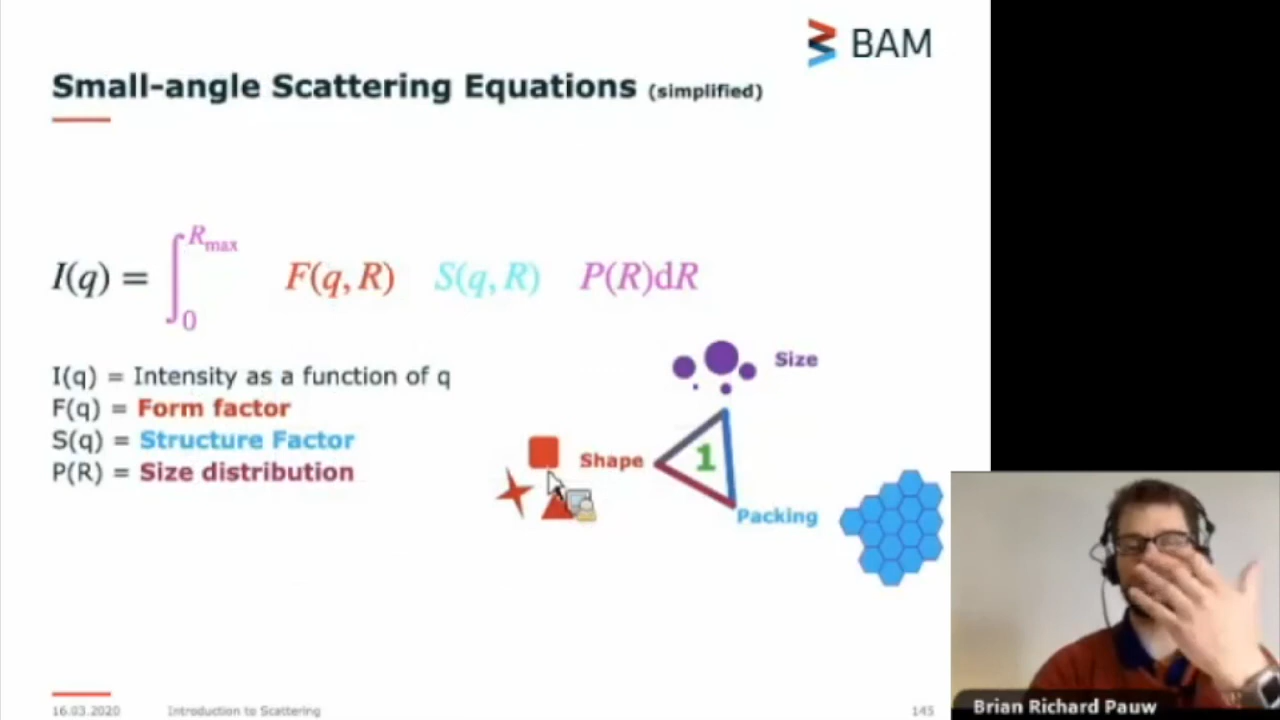 BAM
Small-angle Scattering Equations (simplified)
I(q) = ∫₀^{R_max} F(q, R) S(q, R) P(R)dR
I(q) = Intensity as a function of q
F(q) = Form factor
S(q) = Structure Factor
P(R) = Size distribution
Size
Shape
1
Packing
16.03.2020 Introduction to Scattering 145
Brian Richard Pauw